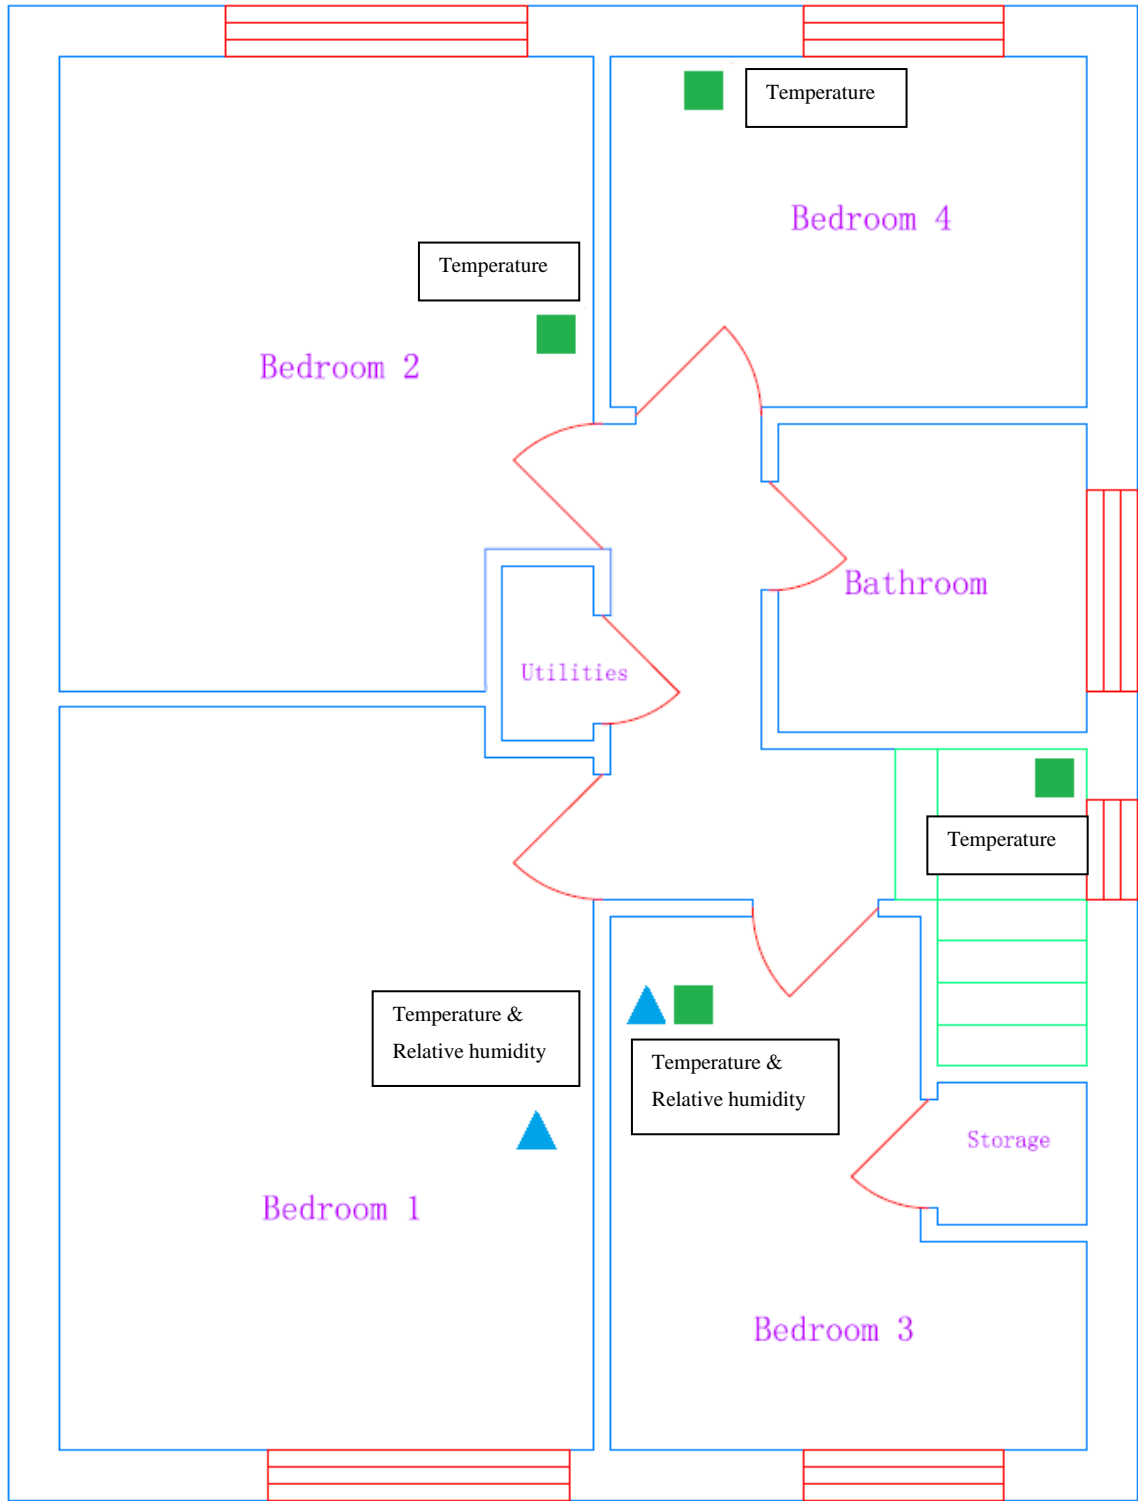 Temperature
Bedroom 4
Temperature
Bedroom 2
Bathroom
Utilities
Temperature
Temperature &
Relative humidity
Temperature &
Relative humidity
Storage
Bedroom 1
Bedroom 3